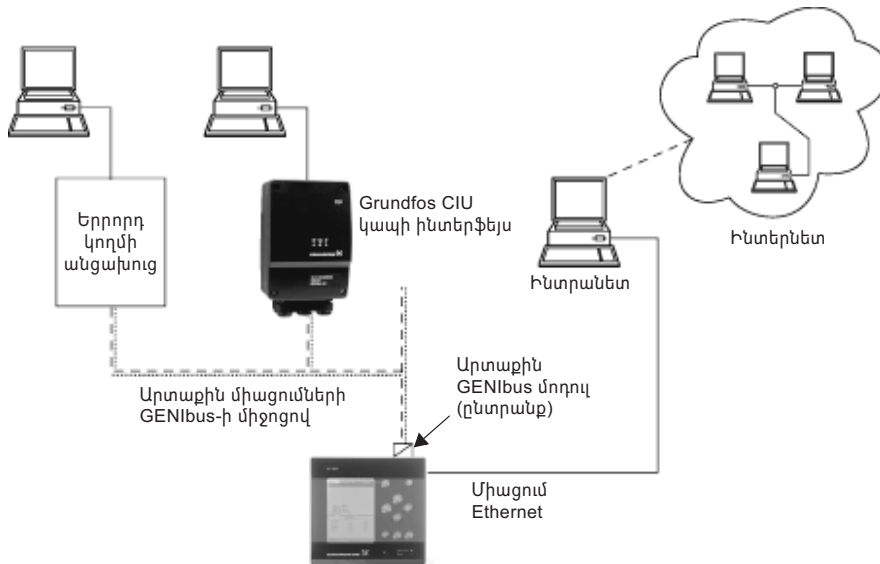 Երրորդ
կողմի
անցախուց
Grundfos CIU
կապի ինտերֆեյս
Ինտրանետ
Ինտերնետ
Արտաքին միացումների
GENIbus-ի միջոցով
Արտաքին
GENIbus մոդուլ
(ընտրանք)
Միացում
Ethernet